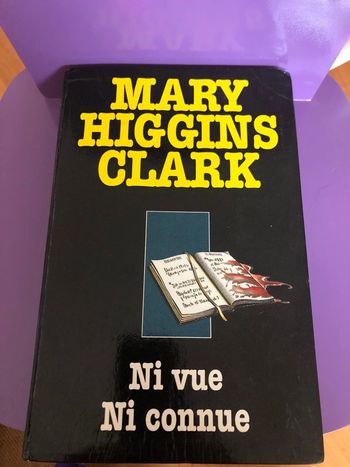 MARY
HIGGINS
CLARK
Ni vue
Ni connue